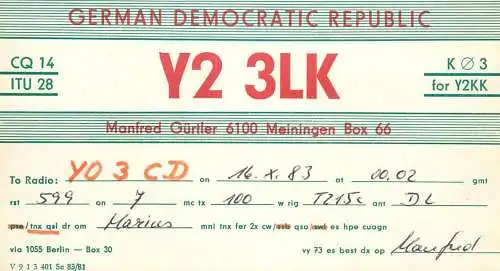 GERMAN DEMOCRATIC REPUBLIC
CQ 14
ITU 28
Y2 3LK
K Ø 3
for Y2KK
Manfred Gürtler 6100 Meiningen Box 66
To Radio: YO 3 CD on 16. X. 83 at 00.02 gmt
rst 599 on 7 mc tx 100 w rig T215c ant DL
pse/tnx qsl dr om Marius mni tnx fer 2x cw/ssb qso/swl es hpe cuagn
via 1055 Berlin — Box 30 vy 73 es best dx op Manfred
V 9 1 5 401 Se 83/81